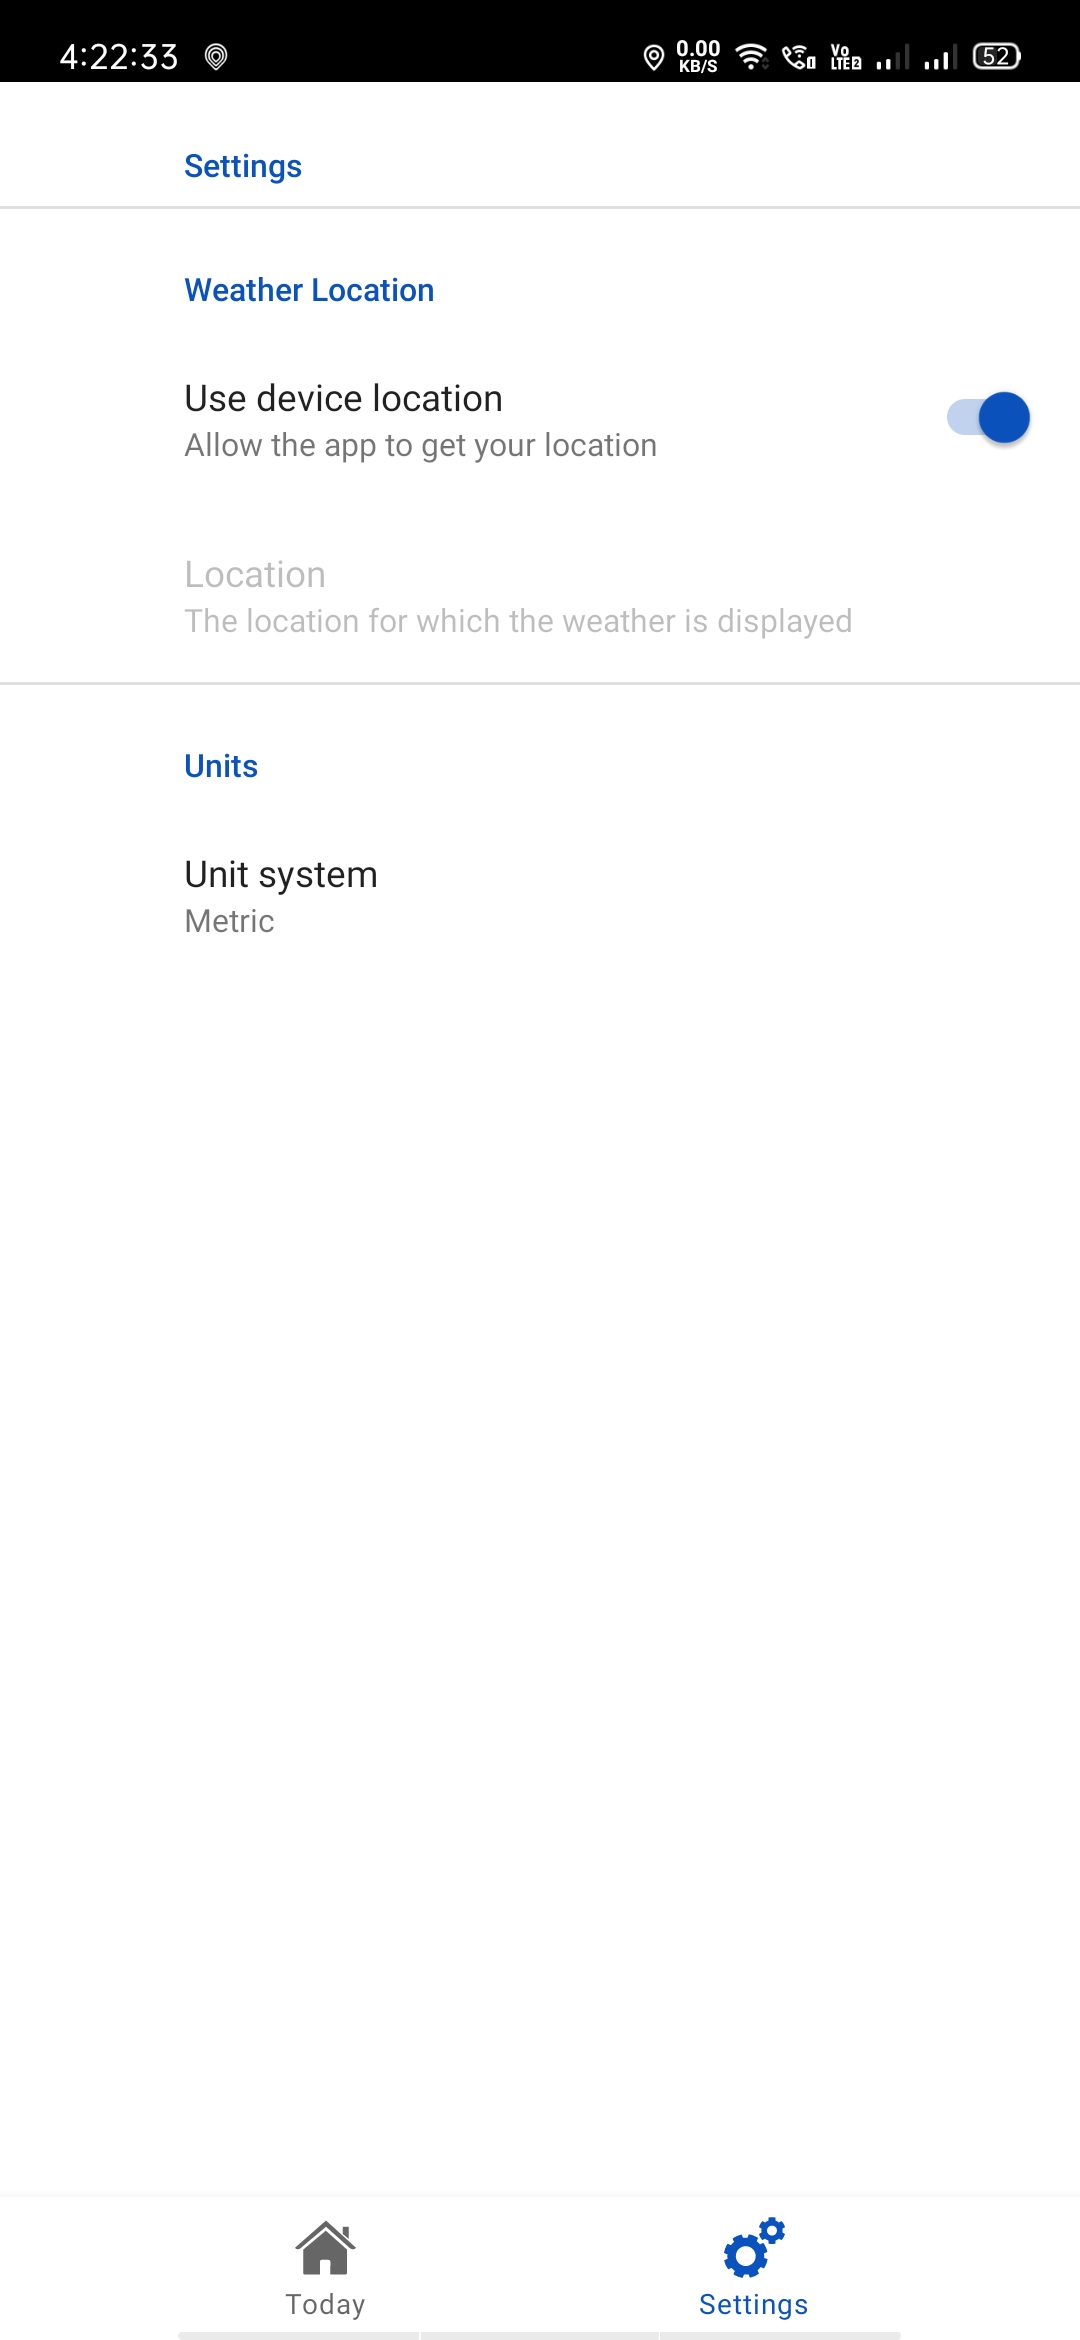 4:22:33
0.00
KB/S
Vo
LTE2
52
Settings
Weather Location
Use device location
Allow the app to get your location
Location
The location for which the weather is displayed
Units
Unit system
Metric
Today
Settings